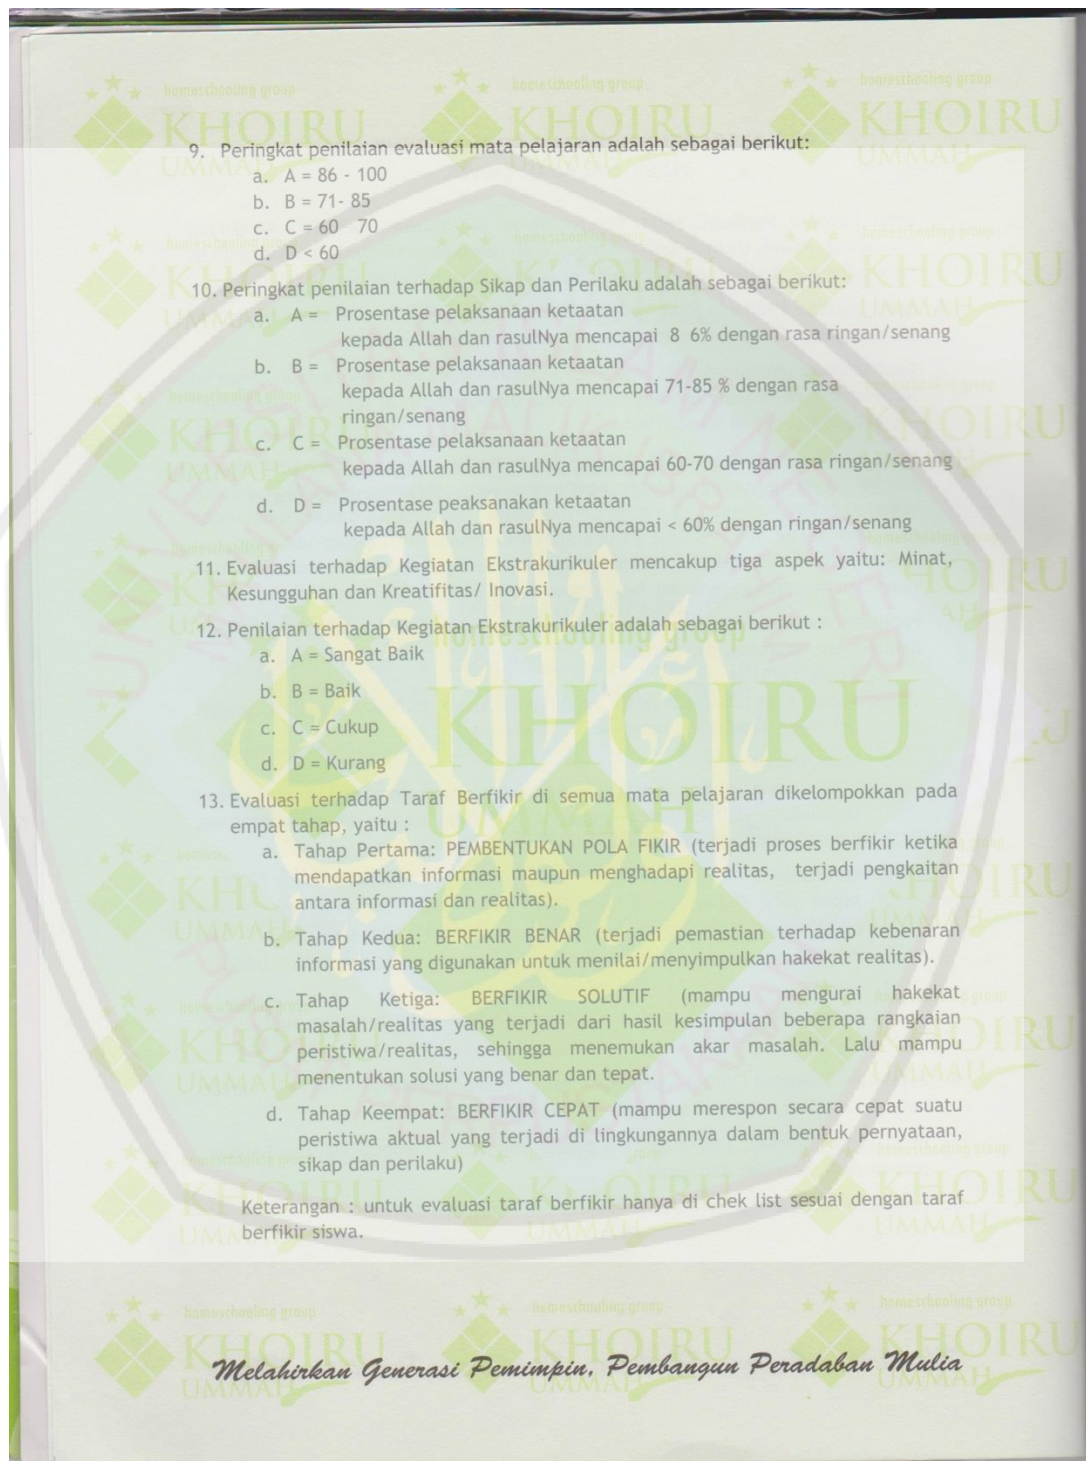 9. Peringkat penilaian evaluasi mata pelajaran adalah sebagai berikut:
a. A = 86 - 100
b. B = 71- 85
c. C = 60 70
d. D < 60
10. Peringkat penilaian terhadap Sikap dan Perilaku adalah sebagai berikut:
a. A = Prosentase pelaksanaan ketaatan
kepada Allah dan rasulNya mencapai 8 6% dengan rasa ringan/senang
b. B = Prosentase pelaksanaan ketaatan
kepada Allah dan rasulNya mencapai 71-85 % dengan rasa
ringan/senang
c. C = Prosentase pelaksanaan ketaatan
kepada Allah dan rasulNya mencapai 60-70 dengan rasa ringan/senang
d. D = Prosentase peaksanakan ketaatan
kepada Allah dan rasulNya mencapai < 60% dengan ringan/senang
11. Evaluasi terhadap Kegiatan Ekstrakurikuler mencakup tiga aspek yaitu: Minat,
Kesungguhan dan Kreatifitas/ Inovasi.
12. Penilaian terhadap Kegiatan Ekstrakurikuler adalah sebagai berikut :
a. A = Sangat Baik
b. B = Baik
c. C = Cukup
d. D = Kurang
13. Evaluasi terhadap Taraf Berfikir di semua mata pelajaran dikelompokkan pada
empat tahap, yaitu :
a. Tahap Pertama: PEMBENTUKAN POLA FIKIR (terjadi proses berfikir ketika
mendapatkan informasi maupun menghadapi realitas, terjadi pengkaitan
antara informasi dan realitas).
b. Tahap Kedua: BERFIKIR BENAR (terjadi pemastian terhadap kebenaran
informasi yang digunakan untuk menilai/menyimpulkan hakekat realitas).
c. Tahap Ketiga: BERFIKIR SOLUTIF (mampu mengurai hakekat
masalah/realitas yang terjadi dari hasil kesimpulan beberapa rangkaian
peristiwa/realitas, sehingga menemukan akar masalah. Lalu mampu
menentukan solusi yang benar dan tepat.
d. Tahap Keempat: BERFIKIR CEPAT (mampu merespon secara cepat suatu
peristiwa aktual yang terjadi di lingkungannya dalam bentuk pernyataan,
sikap dan perilaku)
Keterangan : untuk evaluasi taraf berfikir hanya di chek list sesuai dengan taraf
berfikir siswa.
homeschooling group
KHOIRU
UMMAH
Melahirkan Generasi Pemimpin, Pembangun Peradaban Mulia